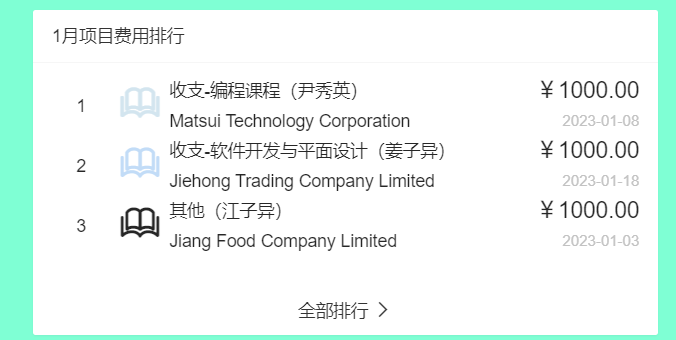 1月项目费用排行
1
收支-编程课程（尹秀英）
￥1000.00
Matsui Technology Corporation
2023-01-08
2
收支-软件开发与平面设计（姜子异）
￥1000.00
Jiehong Trading Company Limited
2023-01-18
3
其他（江子异）
￥1000.00
Jiang Food Company Limited
2023-01-03
全部排行 >